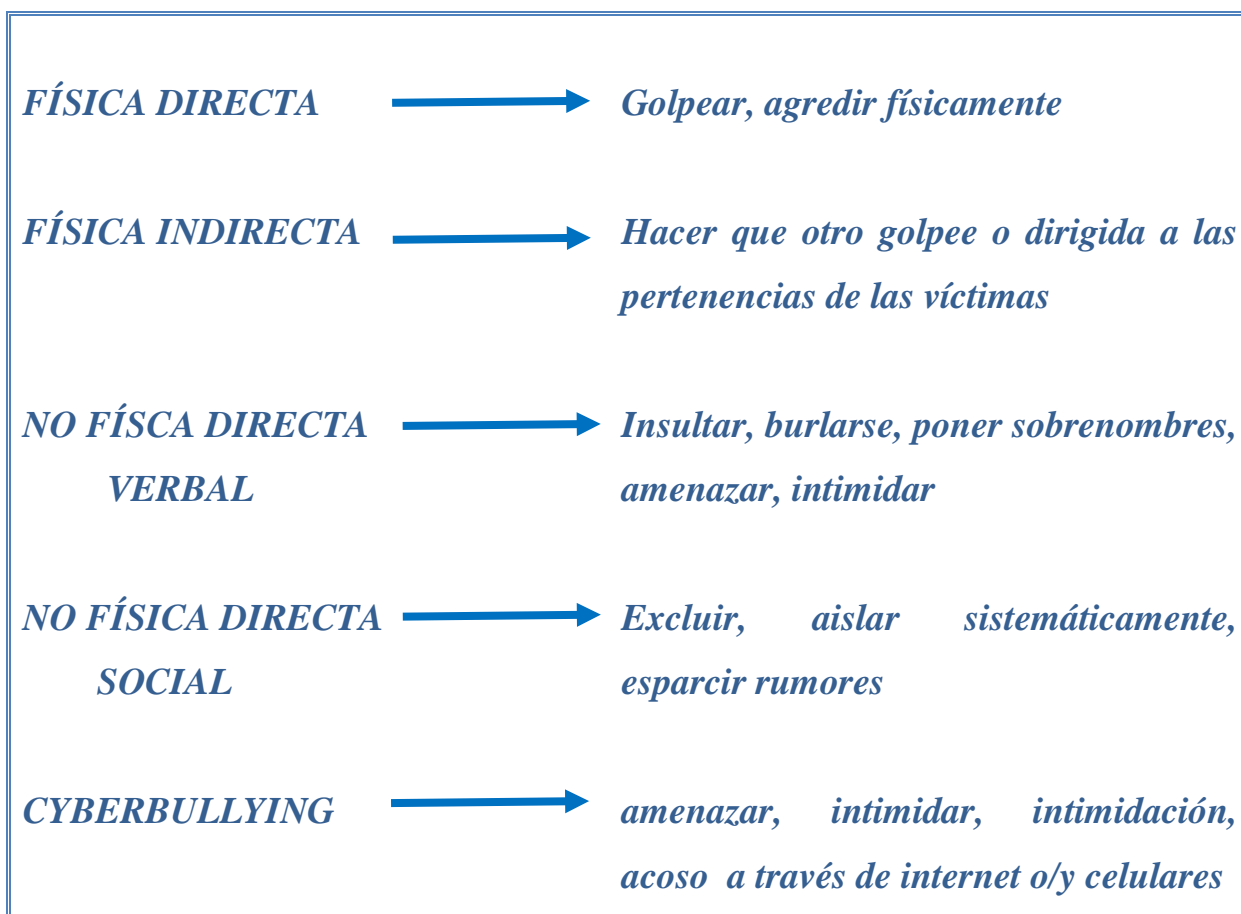 FÍSICA DIRECTA Golpear, agredir físicamente
FÍSICA INDIRECTA Hacer que otro golpee o dirigida a las
pertenencias de las víctimas
NO FÍSCA DIRECTA Insultar, burlarse, poner sobrenombres,
VERBAL amenazar, intimidar
NO FÍSICA DIRECTA Excluir, aislar sistemáticamente,
SOCIAL esparcir rumores
CYBERBULLYING amenazar, intimidar, intimidación,
acoso a través de internet o/y celulares